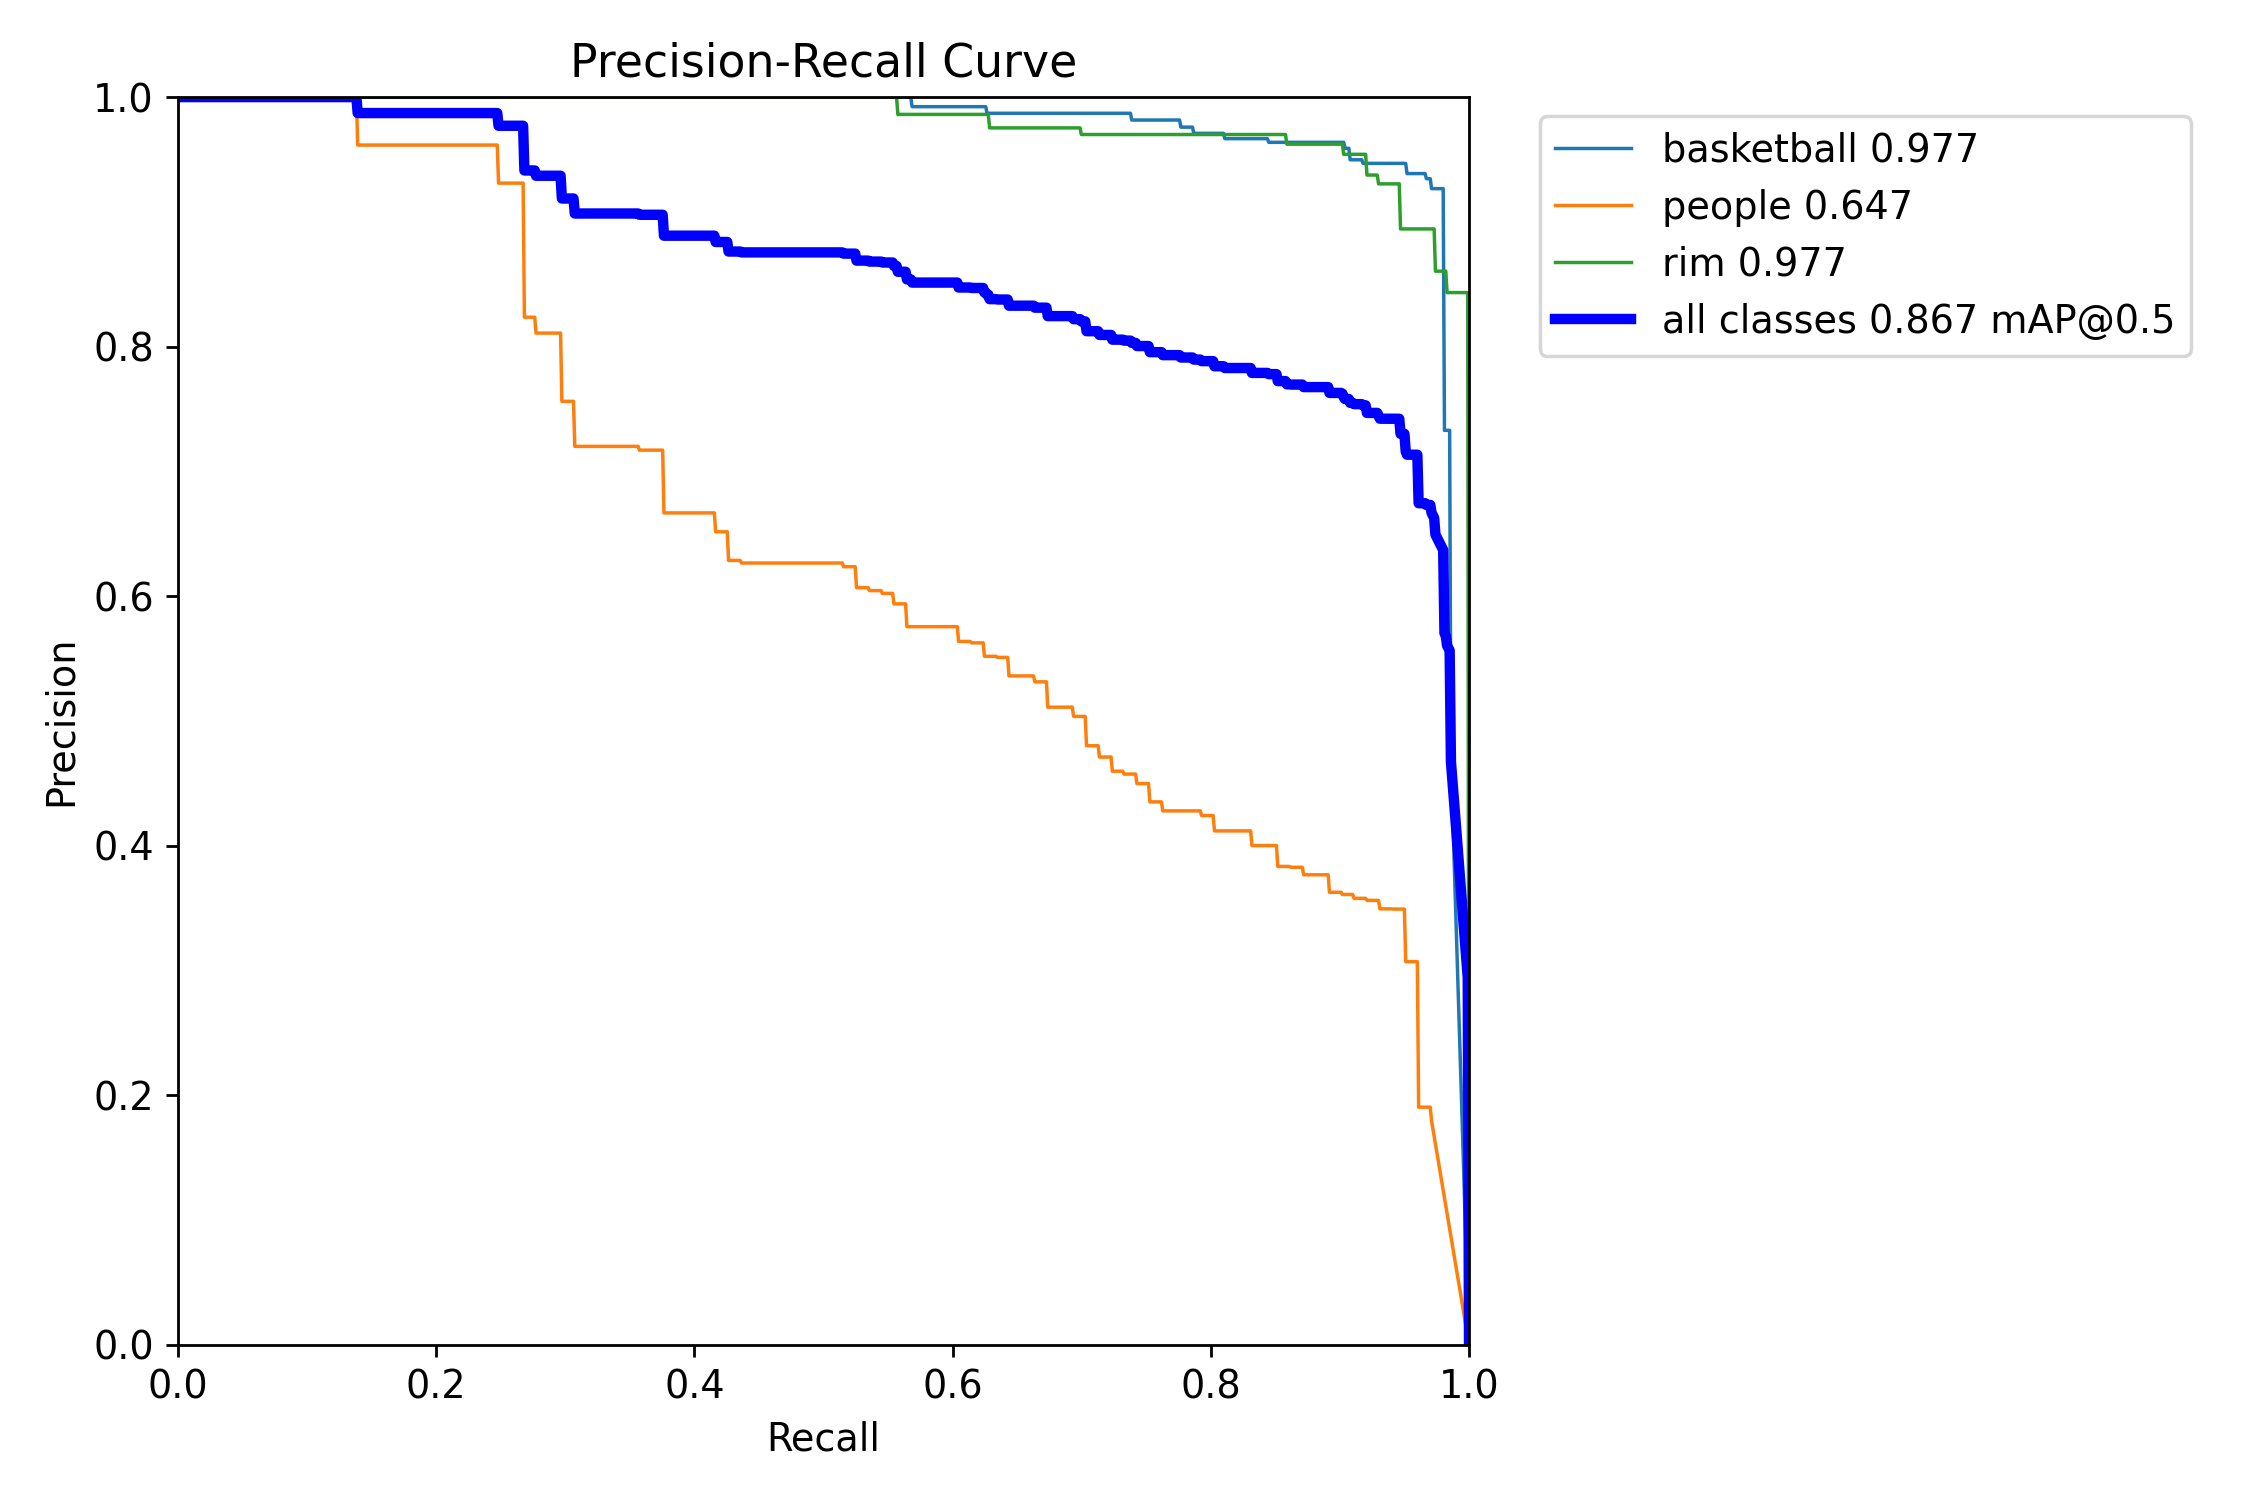 Precision-Recall Curve
1.0
0.8
0.6
0.4
0.2
0.0
Precision
0.0 0.2 0.4 0.6 0.8 1.0
Recall
basketball 0.977
people 0.647
rim 0.977
all classes 0.867 mAP@0.5